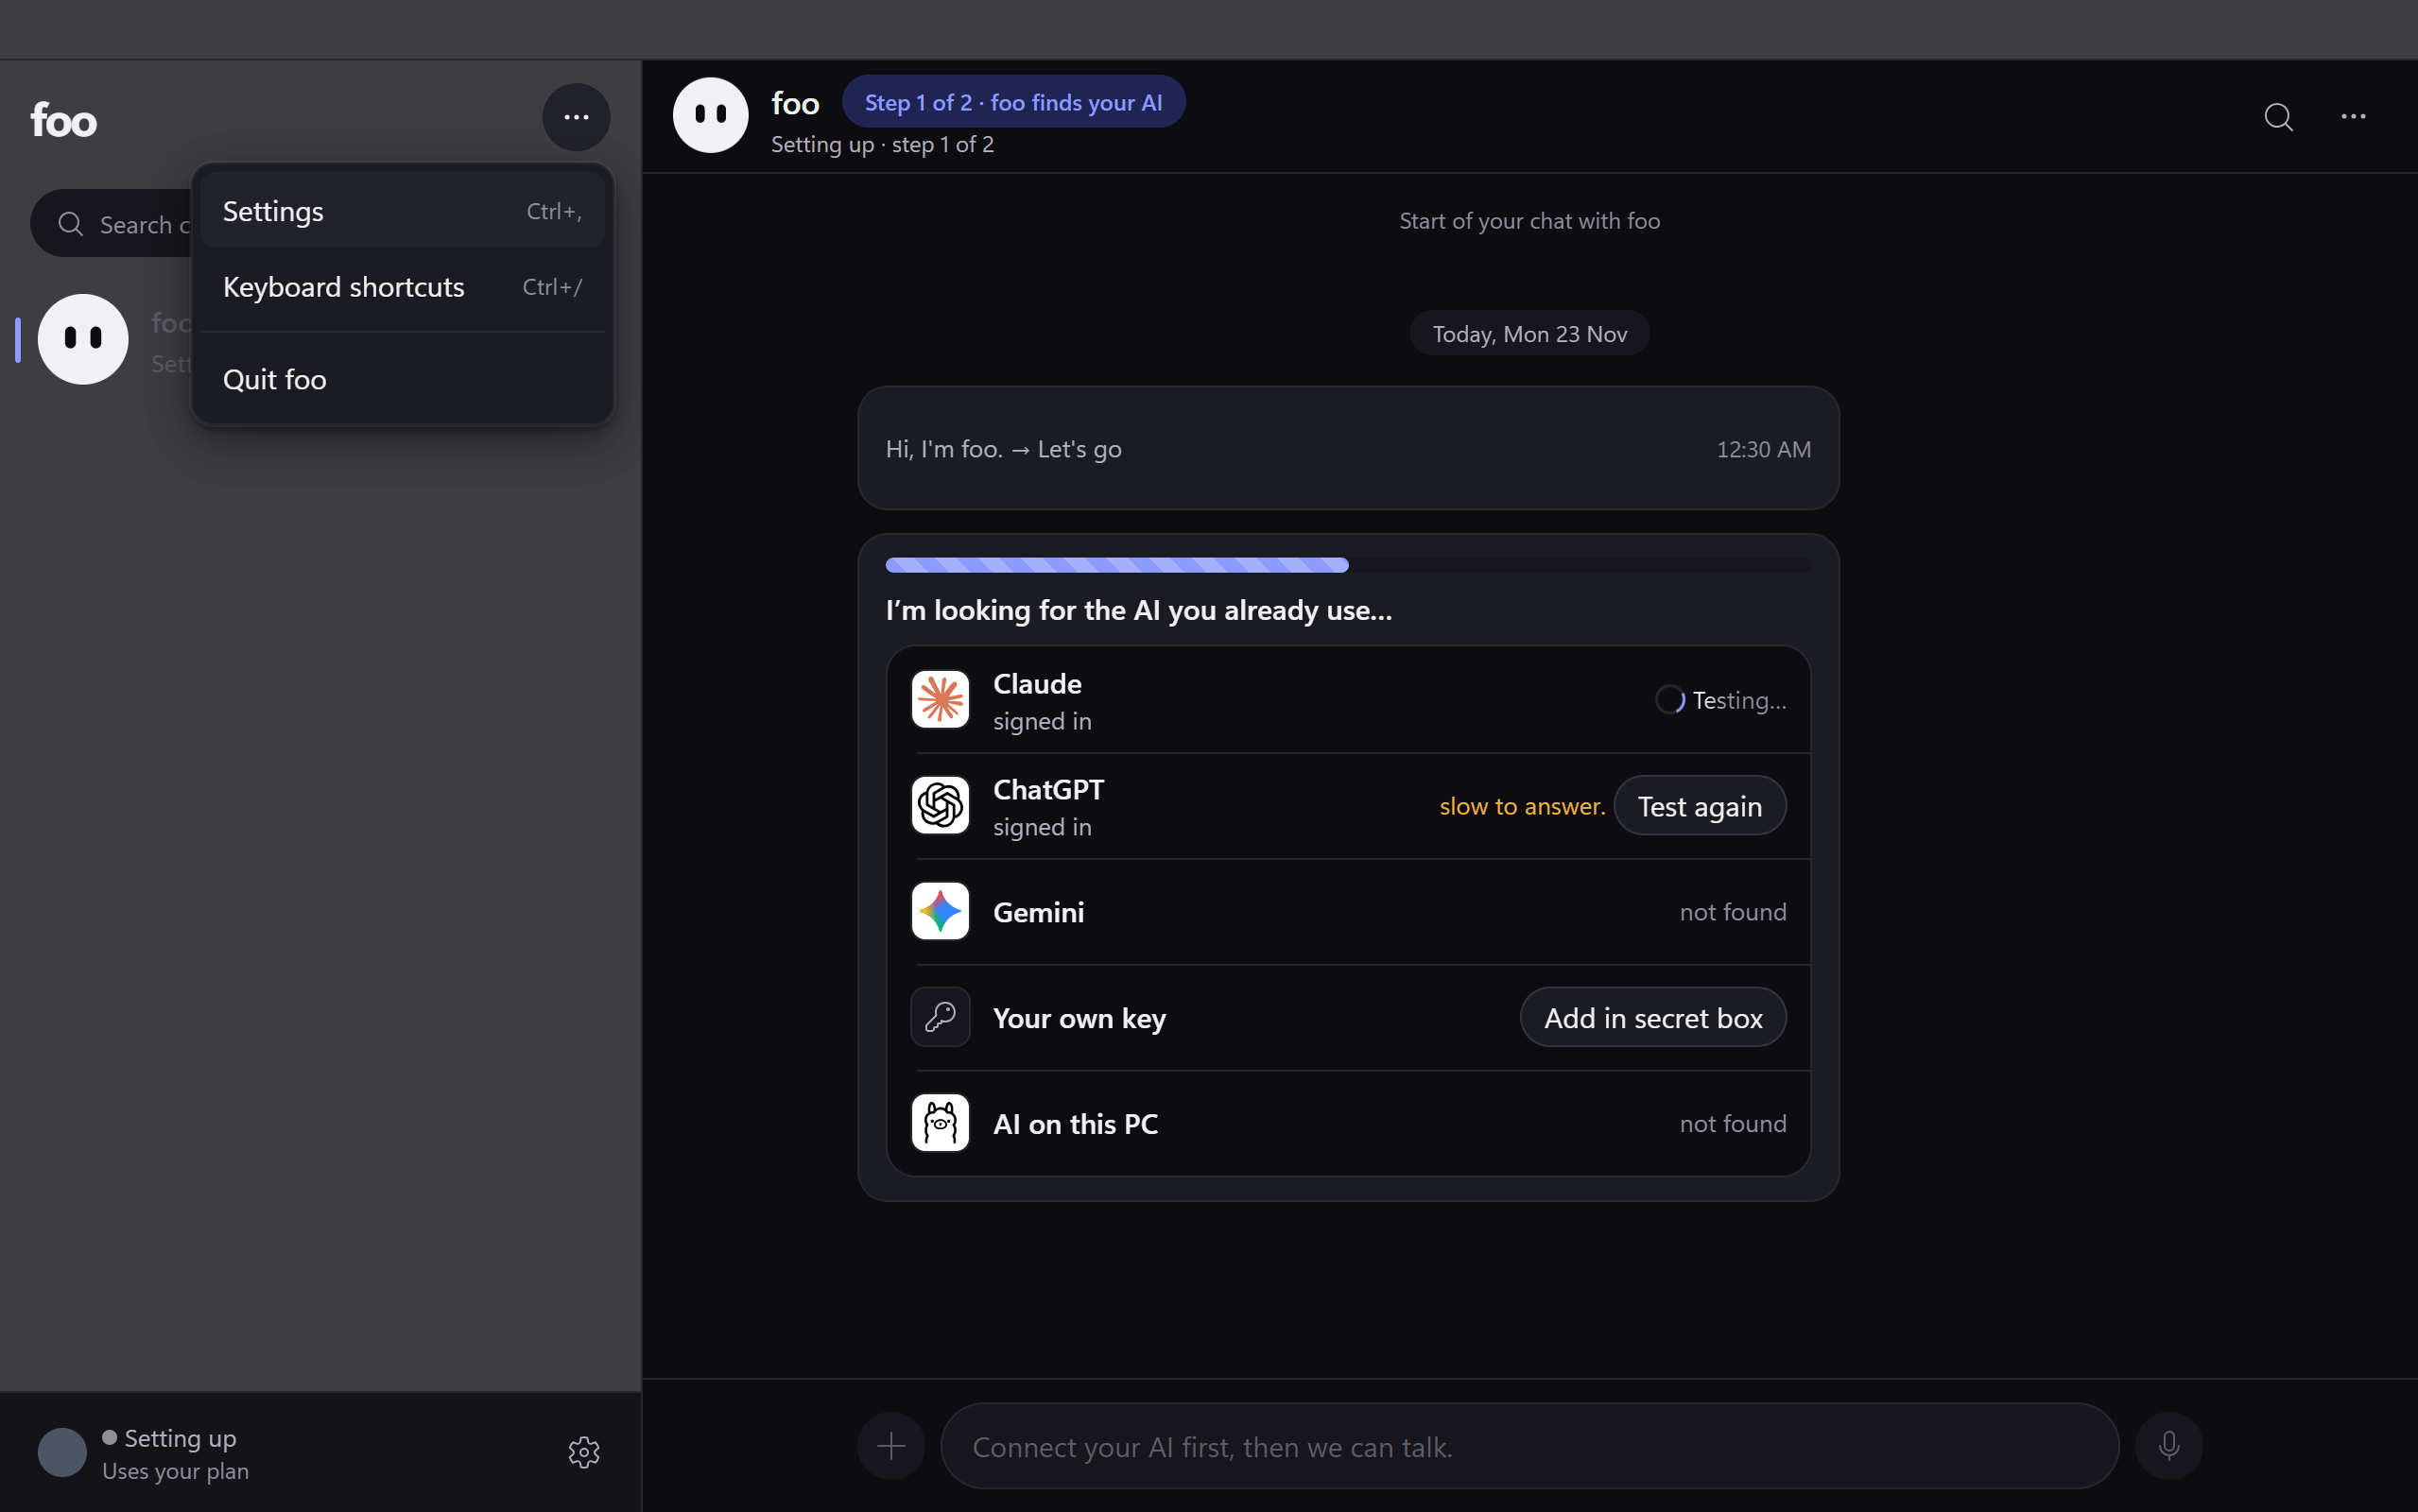 foo
Settings Ctrl+,
Keyboard shortcuts Ctrl+/
Quit foo
Search
Setting up
Uses your plan
foo
Step 1 of 2 · foo finds your AI
Setting up · step 1 of 2
Start of your chat with foo
Today, Mon 23 Nov
Hi, I'm foo. → Let's go 12:30 AM
I’m looking for the AI you already use...
Claude
signed in
Testing...
ChatGPT
signed in
slow to answer. Test again
Gemini
not found
Your own key
Add in secret box
AI on this PC
not found
Connect your AI first, then we can talk.